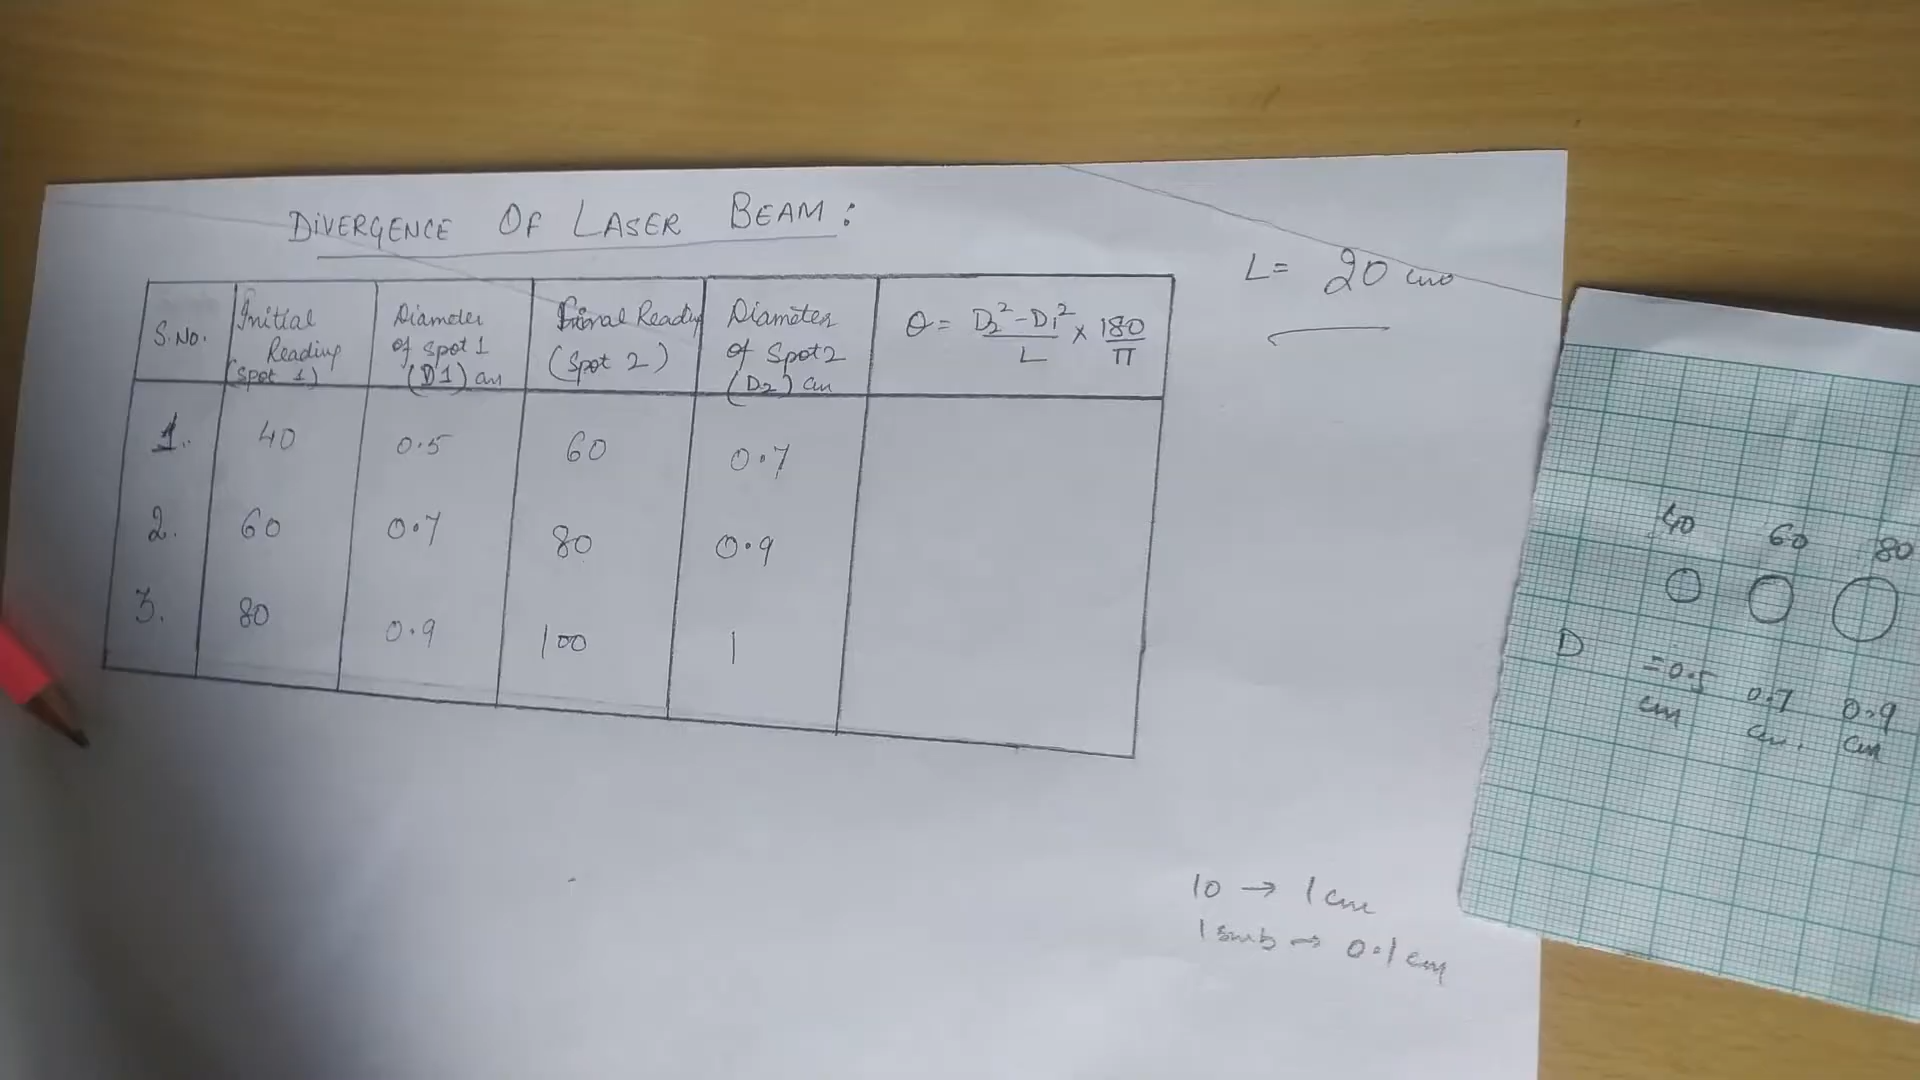 DIVERGENCE OF LASER BEAM:
L= 20 cm
S.No.
Initial
Reading
(Spot 1)
Diameter
of Spot 1
(D1) cm
Final Reading
(Spot 2)
Diameter
of Spot 2
(D2) cm
θ = D2² - D1² / L × 180 / π
1. 40 0.5 60 0.7
2. 60 0.7 80 0.9
3. 80 0.9 100 1
10 → 1 cm
→ 0.1 cm
40 60 80
D
=0.5 0.7 0.9
cm cm. cm